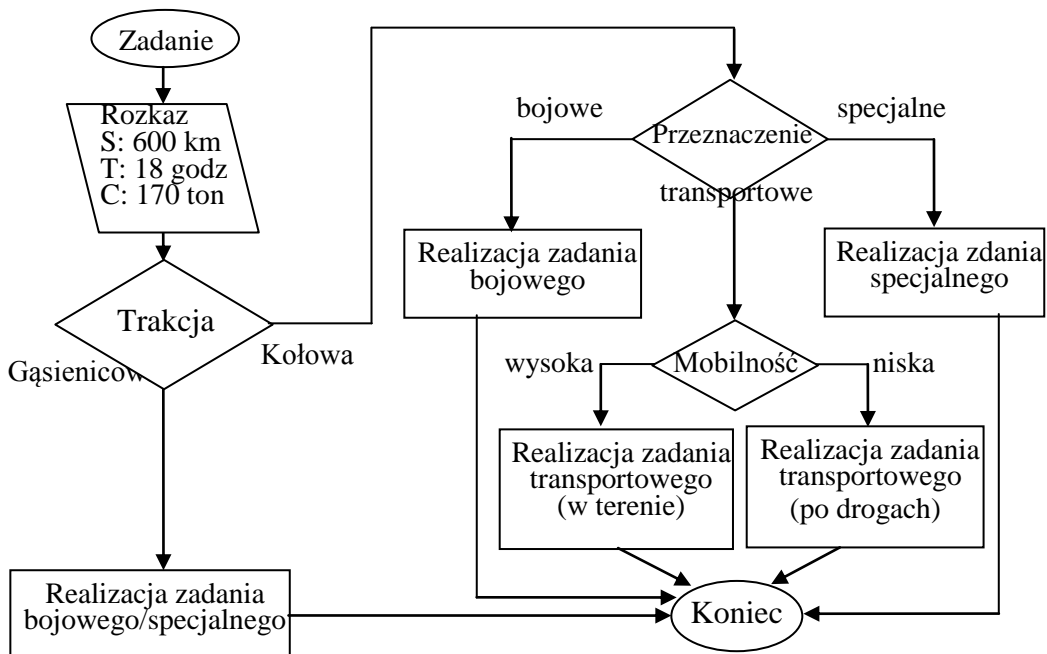 Zadanie
Rozkaz
S: 600 km
T: 18 godz
C: 170 ton
Trakcja
Gąsienicow
Kołowa
Realizacja zadania
bojowego/specjalnego
Przeznaczenie
bojowe
specjalne
transportowe
Realizacja zadania
bojowego
Realizacja zdania
specjalnego
Mobilność
wysoka
niska
Realizacja zadania
transportowego
(w terenie)
Realizacja zadania
transportowego
(po drogach)
Koniec